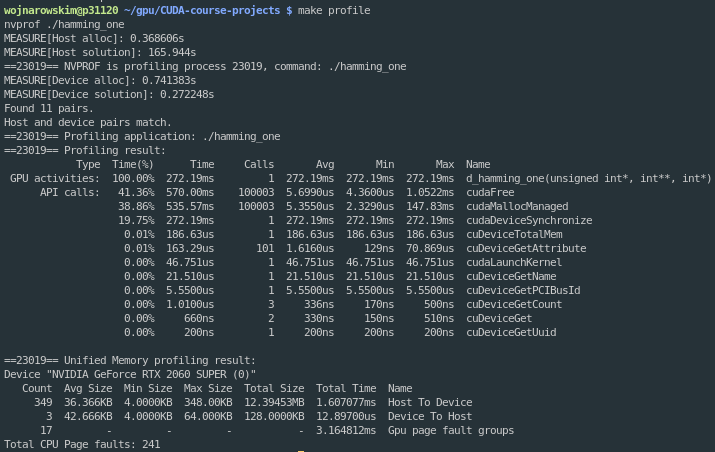 wojnarowskim@p31120 ~/gpu/CUDA-course-projects $ make profile
nvprof ./hamming_one
MEASURE[Host alloc]: 0.368606s
MEASURE[Host solution]: 165.944s
==23019== NVPROF is profiling process 23019, command: ./hamming_one
MEASURE[Device alloc]: 0.741383s
MEASURE[Device solution]: 0.272248s
Found 11 pairs.
Host and device pairs match.
==23019== Profiling application: ./hamming_one
==23019== Profiling result:
Type  Time(%)      Time     Calls       Avg       Min       Max  Name
GPU activities:  100.00%  272.19ms         1  272.19ms  272.19ms  272.19ms  d_hamming_one(unsigned int*, int**, int*)
API calls:   41.36%  570.00ms    100003  5.6990us  4.3600us  1.0522ms  cudaFree
38.86%  535.57ms    100003  5.3550us  2.3290us  147.83ms  cudaMallocManaged
19.75%  272.19ms         1  272.19ms  272.19ms  272.19ms  cudaDeviceSynchronize
0.01%  186.63us         1  186.63us  186.63us  186.63us  cuDeviceTotalMem
0.01%  163.29us       101  1.6160us     129ns  70.869us  cuDeviceGetAttribute
0.00%  46.751us         1  46.751us  46.751us  46.751us  cudaLaunchKernel
0.00%  21.510us         1  21.510us  21.510us  21.510us  cuDeviceGetName
0.00%  5.5500us         1  5.5500us  5.5500us  5.5500us  cuDeviceGetPCIBusId
0.00%  1.0100us         3     336ns     170ns     500ns  cuDeviceGetCount
0.00%     660ns         2     330ns     150ns     510ns  cuDeviceGet
0.00%     200ns         1     200ns     200ns     200ns  cuDeviceGetUuid
==23019== Unified Memory profiling result:
Device "NVIDIA GeForce RTX 2060 SUPER (0)"
Count  Avg Size  Min Size  Max Size  Total Size  Total Time  Name
349  36.366KB  4.0000KB  348.00KB  12.39453MB  1.607077ms  Host To Device
3  42.666KB  4.0000KB  64.000KB  128.0000KB  12.89700us  Device To Host
17         -         -         -           -  3.164812ms  Gpu page fault groups
Total CPU Page faults: 241